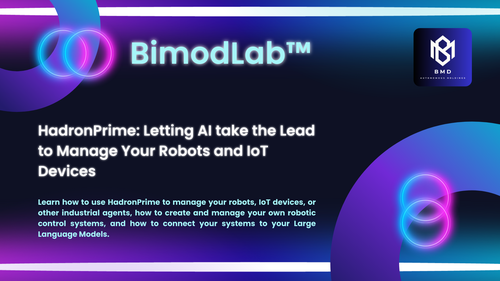 BimodLab™
BMD
AUTONOMOUS HOLDINGS
HadronPrime: Letting AI take the Lead
to Manage Your Robots and IoT
Devices
Learn how to use HadronPrime to manage your robots, IoT devices, or
other industrial agents, how to create and manage your own robotic
control systems, and how to connect your systems to your Large
Language Models.